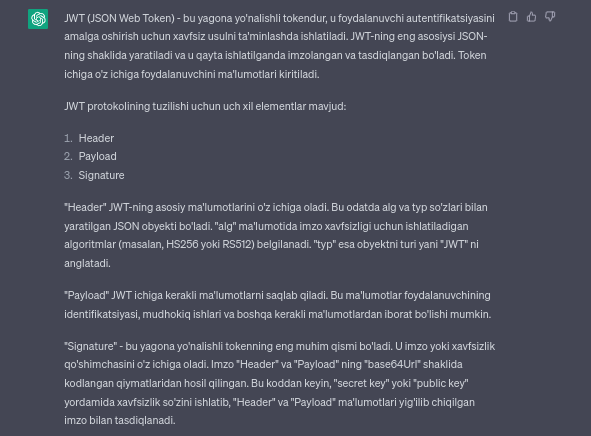 JWT (JSON Web Token) - bu yagona yo'nalishli tokendur, u foydalanuvchi autentifikatsiyasini
amalga oshirish uchun xavfsiz usulni ta'minlashda ishlatiladi. JWT-ning eng asosiysi JSON-
ning shaklida yaratiladi va u qayta ishlatilganda imzolangan va tasdiqlangan bo'ladi. Token
ichiga o'z ichiga foydalanuvchini ma'lumotlari kiritiladi.
JWT protokolining tuzilishi uchun uch xil elementlar mavjud:
1. Header
2. Payload
3. Signature
"Header" JWT-ning asosiy ma'lumotlarini o'z ichiga oladi. Bu odatda alg va typ so'zlari bilan
yaratilgan JSON obyekti bo'ladi. "alg" ma'lumotida imzo xavfsizligi uchun ishlatiladigan
algoritmlar (masalan, HS256 yoki RS512) belgilanadi. "typ" esa obyektni turi yani "JWT" ni
anglatadi.
"Payload" JWT ichiga kerakli ma'lumotlarni saqlab qiladi. Bu ma'lumotlar foydalanuvchining
identifikatsiyasi, mudhokiq ishlari va boshqa kerakli ma'lumotlardan iborat bo'lishi mumkin.
"Signature" - bu yagona yo'nalishli tokenning eng muhim qismi bo'ladi. U imzo yoki xavfsizlik
qo'shimchasini o'z ichiga oladi. Imzo "Header" va "Payload" ning "base64Url" shaklida
kodlangan qiymatlaridan hosil qilingan. Bu koddan keyin, "secret key" yoki "public key"
yordamida xavfsizlik so'zini ishlatib, "Header" va "Payload" ma'lumotlari yig'ilib chiqilgan
imzo bilan tasdiqlanadi.